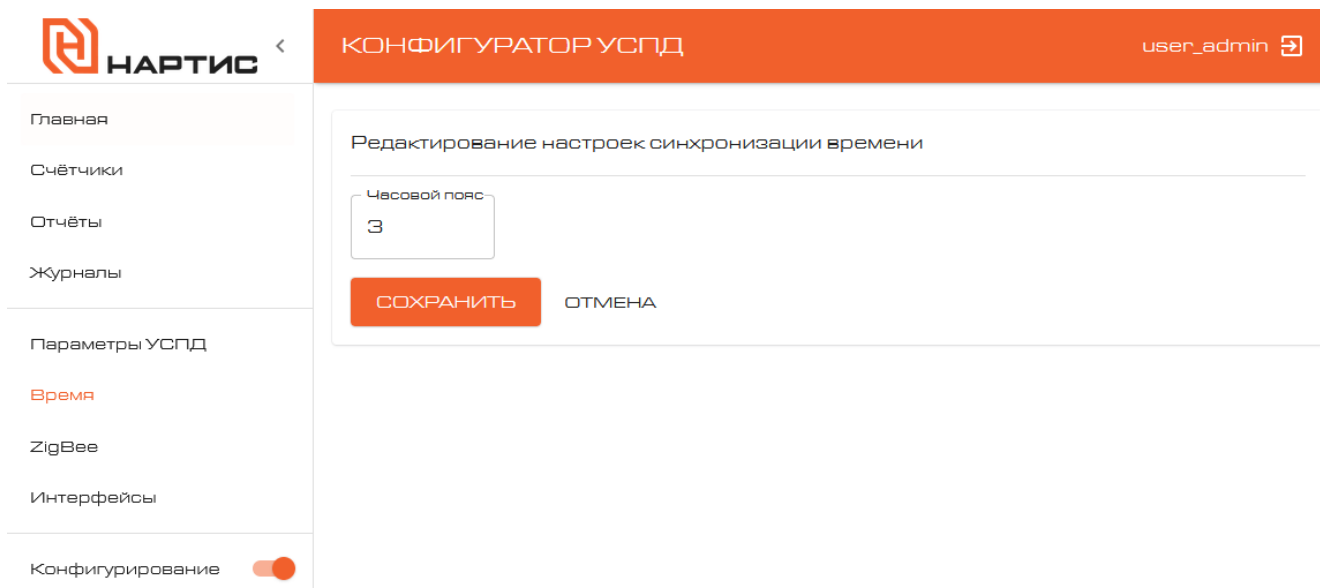 НАРТИС
КОНФИГУРАТОР УСПД
user_admin
Главная
Счётчики
Отчёты
Журналы
Параметры УСПД
Время
ZigBee
Интерфейсы
Конфигурирование
Редактирование настроек синхронизации времени
Часовой пояс
3
СОХРАНИТЬ
ОТМЕНА